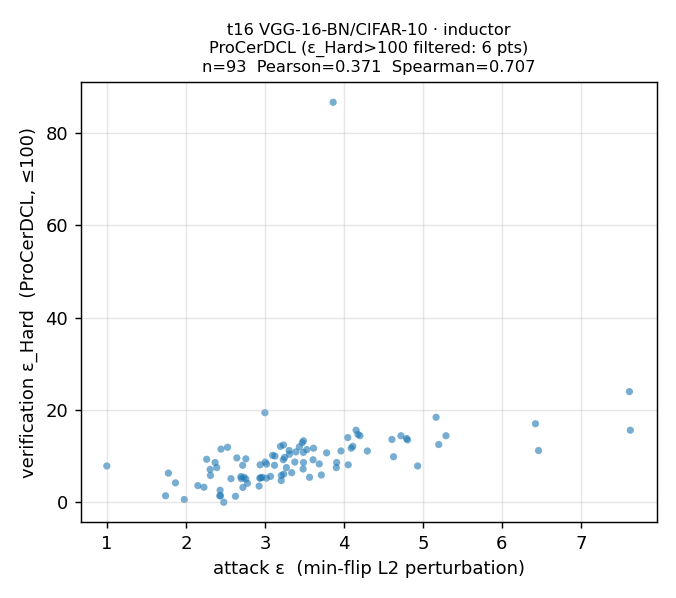 t16 VGG-16-BN/CIFAR-10 · inductor
ProCerDCL (ε_Hard>100 filtered: 6 pts)
n=93  Pearson=0.371  Spearman=0.707
verification ε_Hard  (ProCerDCL, ≤100)
80
60
40
20
0
1 2 3 4 5 6 7
attack ε  (min-flip L2 perturbation)